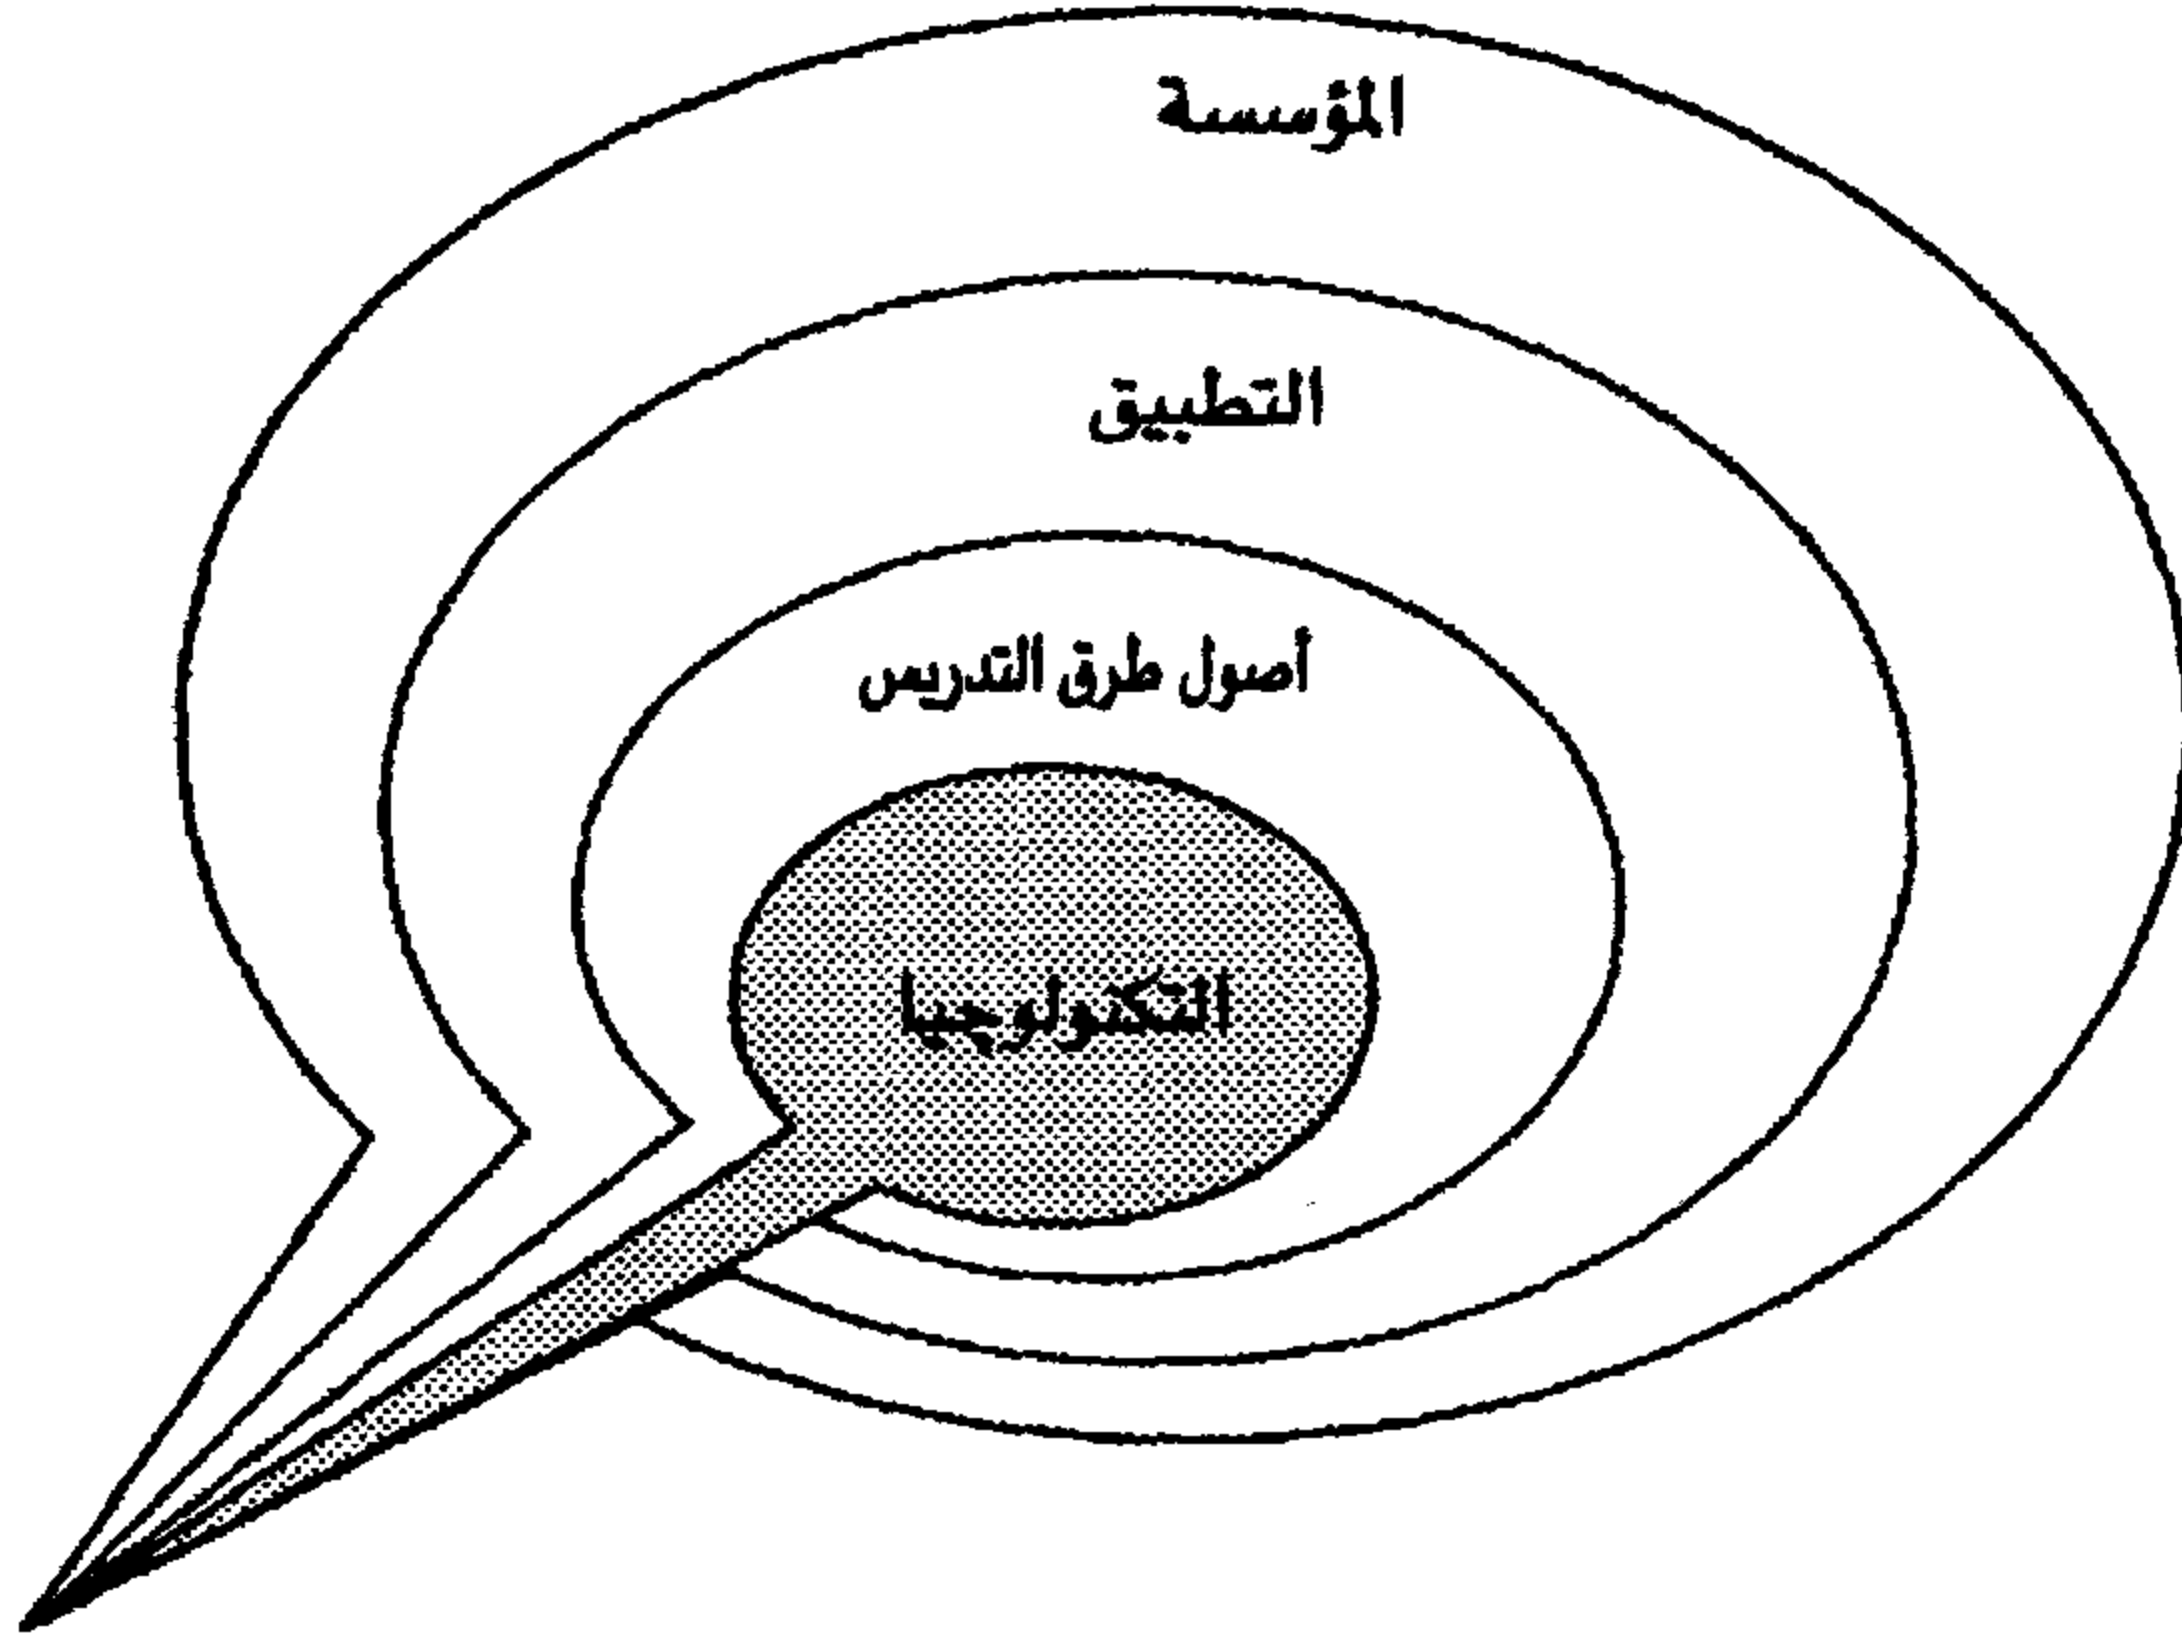 المؤسسة
التطبيق
أصول طرق التدريس
التكنولوجيا